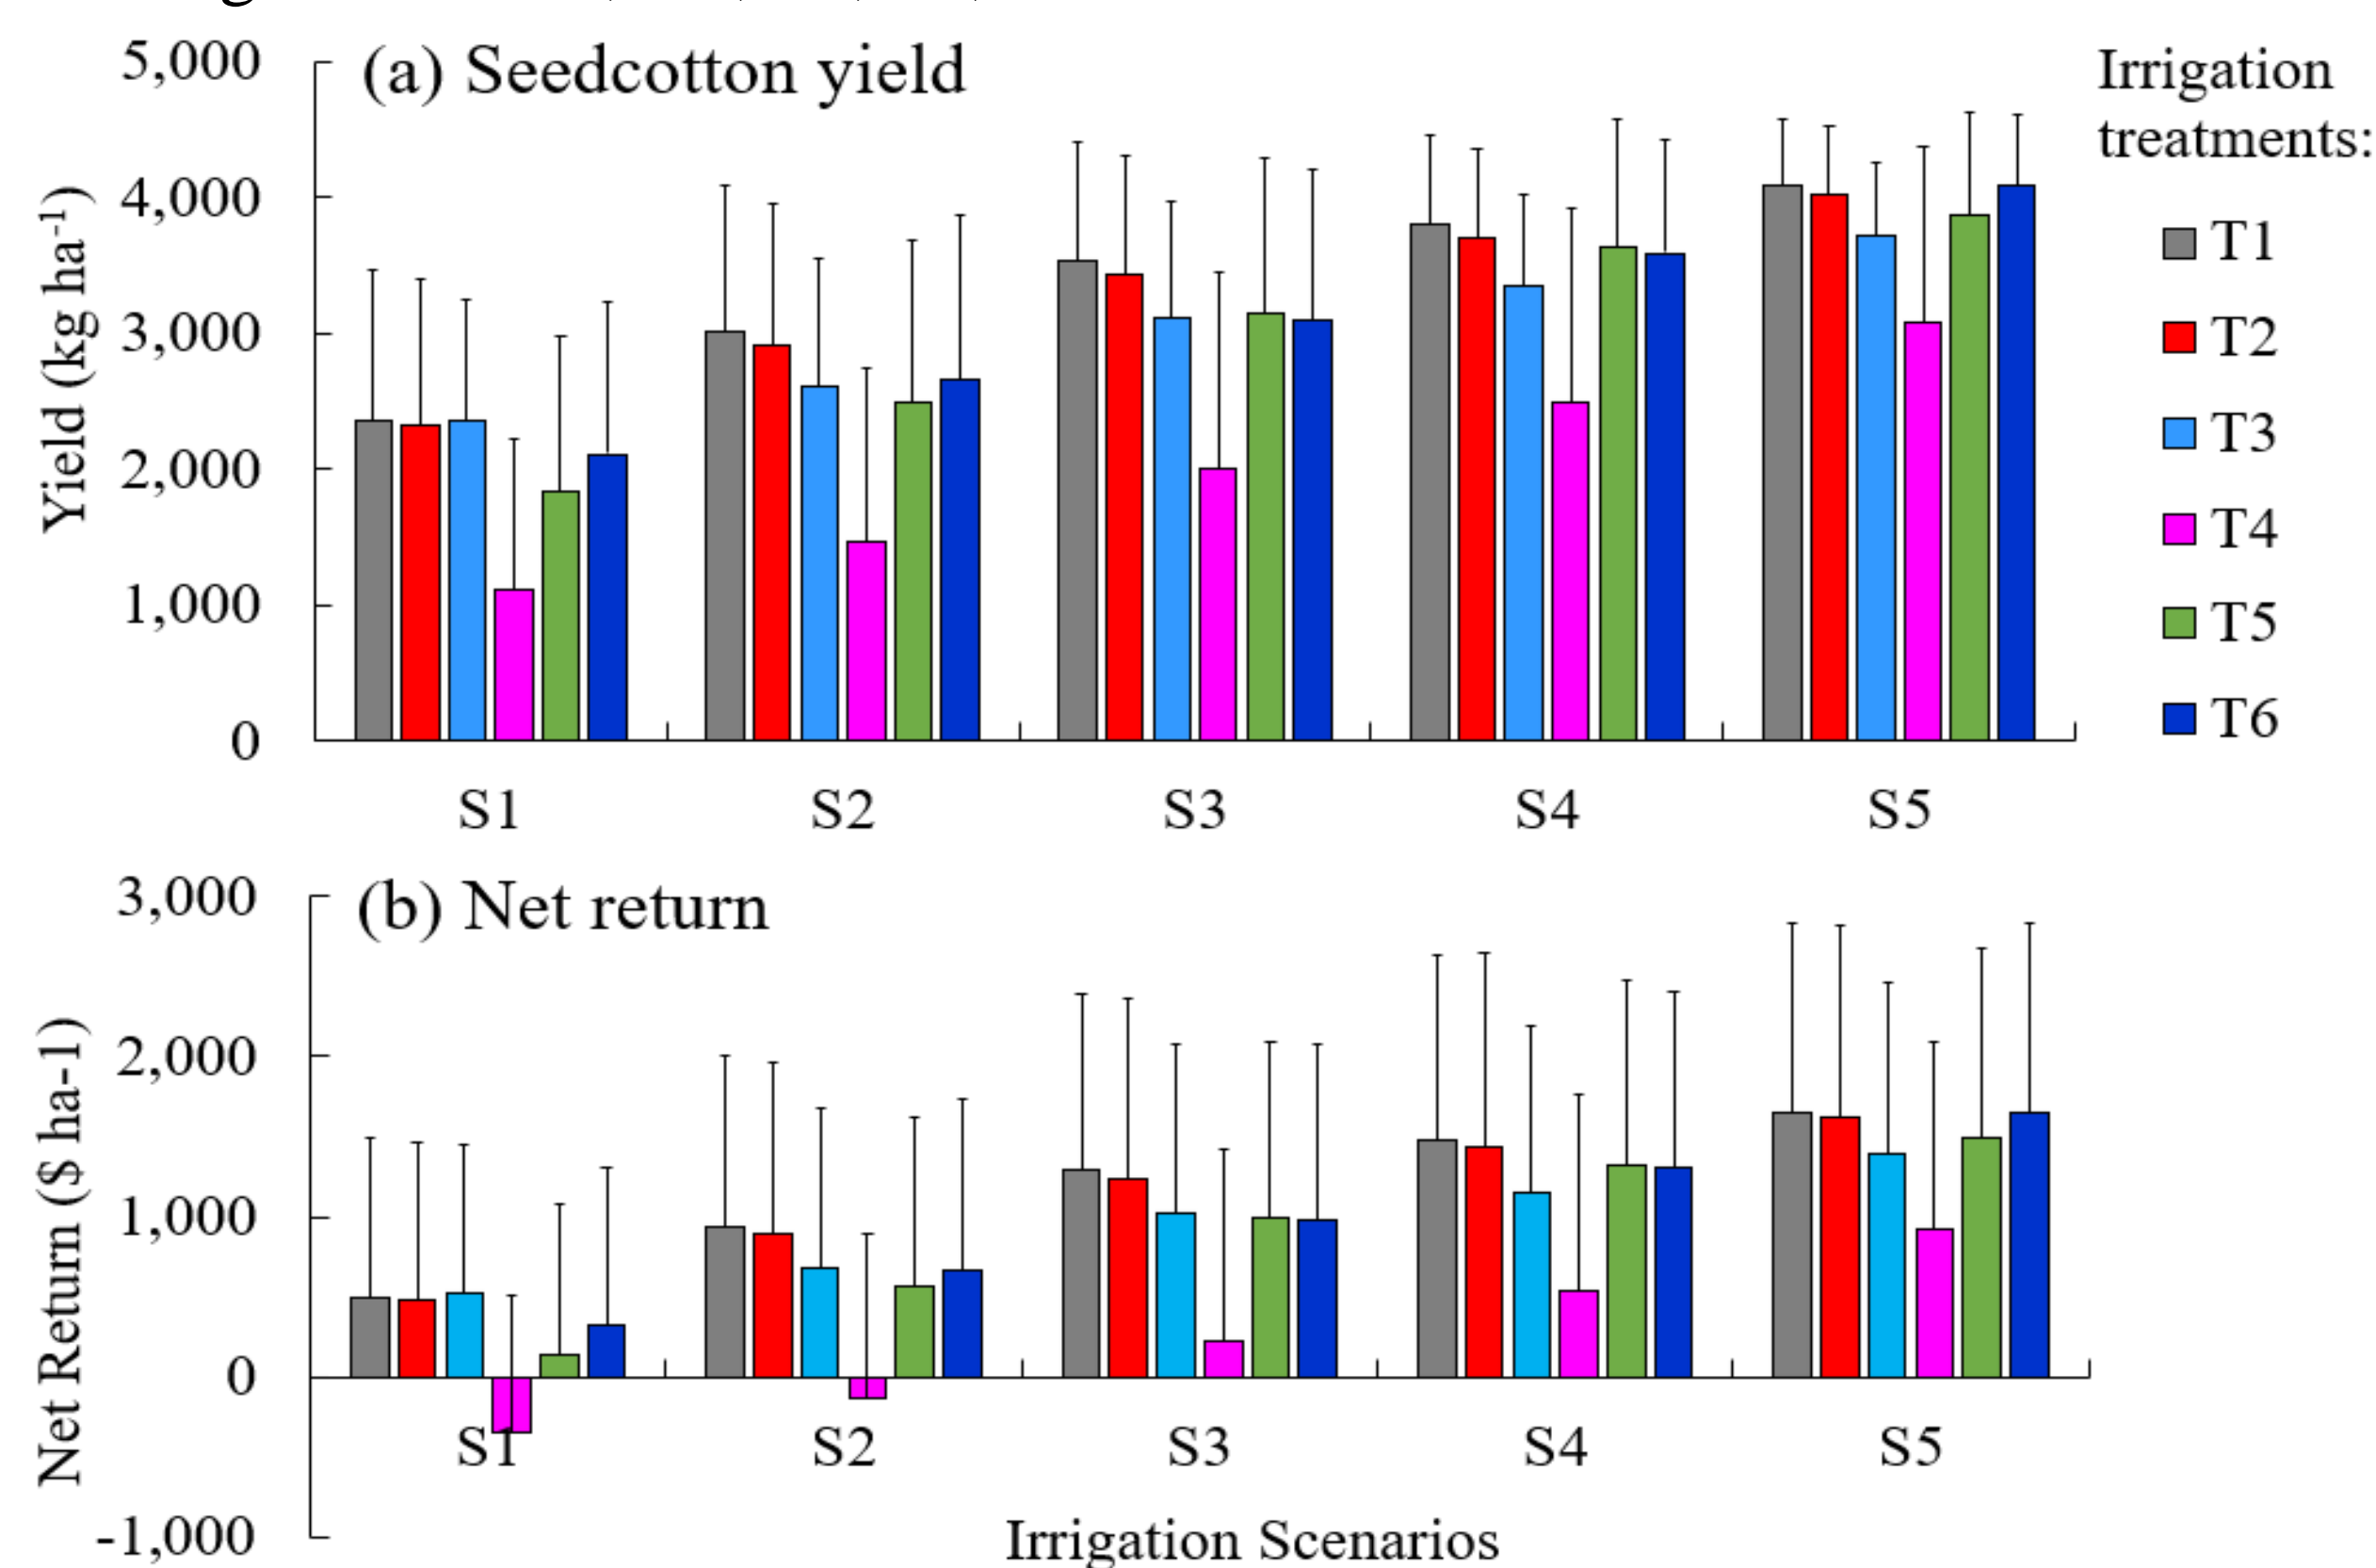 (a) Seedcotton yield
Yield (kg ha-1)
5,000
4,000
3,000
2,000
1,000
0
S1 S2 S3 S4 S5
Irrigation
treatments:
T1
T2
T3
T4
T5
T6
(b) Net return
Net Return ($ ha-1)
3,000
2,000
1,000
0
-1,000
S1 S2 S3 S4 S5
Irrigation Scenarios